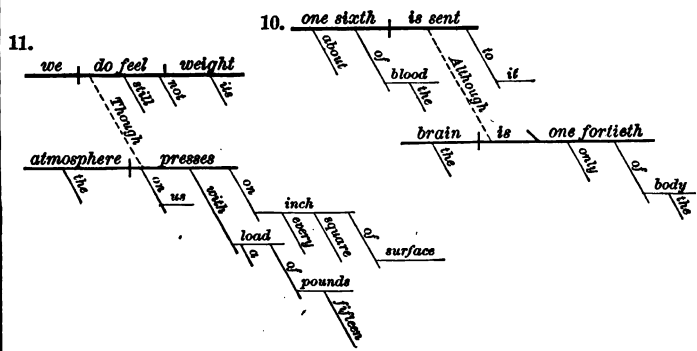 10. one sixth is sent
about of blood the Although to it
brain is one fortieth
the only of body the
11. we do feel weight
Though still not its
atmosphere presses
the on us with on inch
every square of surface
load a of pounds
fifteen